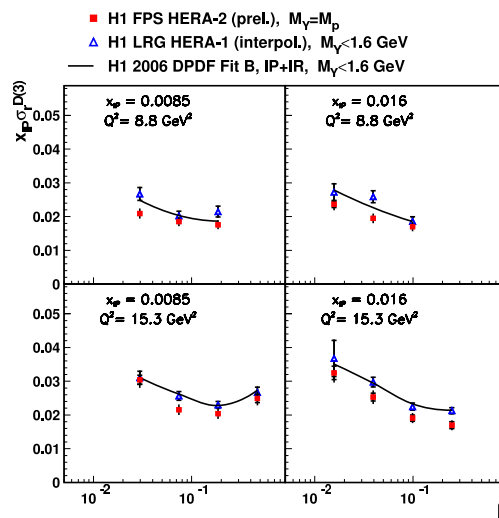 H1 FPS HERA-2 (prel.), M_Y=M_p
H1 LRG HERA-1 (interpol.), M_Y<1.6 GeV
H1 2006 DPDF Fit B, IP+IR, M_Y<1.6 GeV
x_IP σ_r^D(3)
x_IP = 0.0085
Q² = 8.8 GeV²
x_IP = 0.016
Q² = 8.8 GeV²
0.05
0.04
0.03
0.02
0.01
0
x_IP = 0.0085
Q² = 15.3 GeV²
x_IP = 0.016
Q² = 15.3 GeV²
0.05
0.04
0.03
0.02
0.01
0
10⁻² 10⁻¹ 10⁻² 10⁻¹